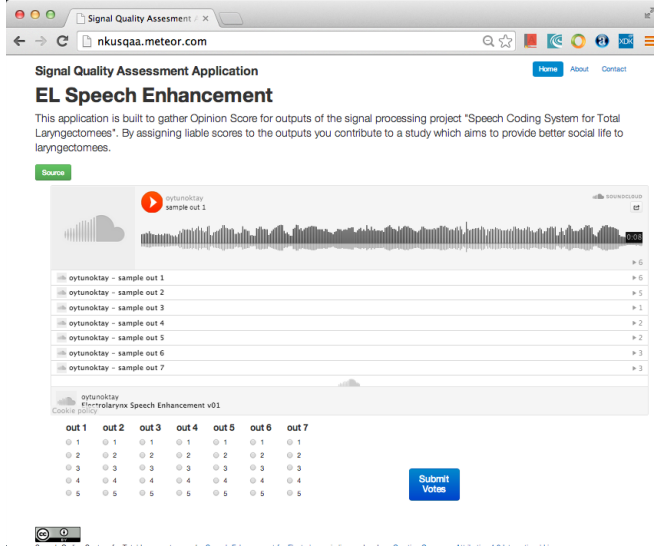 Signal Quality Assesment A
nkusqaa.meteor.com
XDK
Signal Quality Assessment Application
Home About Contact
EL Speech Enhancement
This application is built to gather Opinion Score for outputs of the signal processing project "Speech Coding System for Total
Laryngectomees". By assigning liable scores to the outputs you contribute to a study which aims to provide better social life to
laryngectomees.
Source
oytunoktay
sample out 1
SOUNDCLOUD
0:08
6
oytunoktay - sample out 1 6
oytunoktay - sample out 2 5
oytunoktay - sample out 3 1
oytunoktay - sample out 4 2
oytunoktay - sample out 5 2
oytunoktay - sample out 6 3
oytunoktay - sample out 7 3
oytunoktay
Electrolarynx Speech Enhancement v01
Cookie policy
out 1 out 2 out 3 out 4 out 5 out 6 out 7
1 1 1 1 1 1 1
2 2 2 2 2 2 2
3 3 3 3 3 3 3
4 4 4 4 4 4 4
5 5 5 5 5 5 5
Submit
Votes
cc
BY